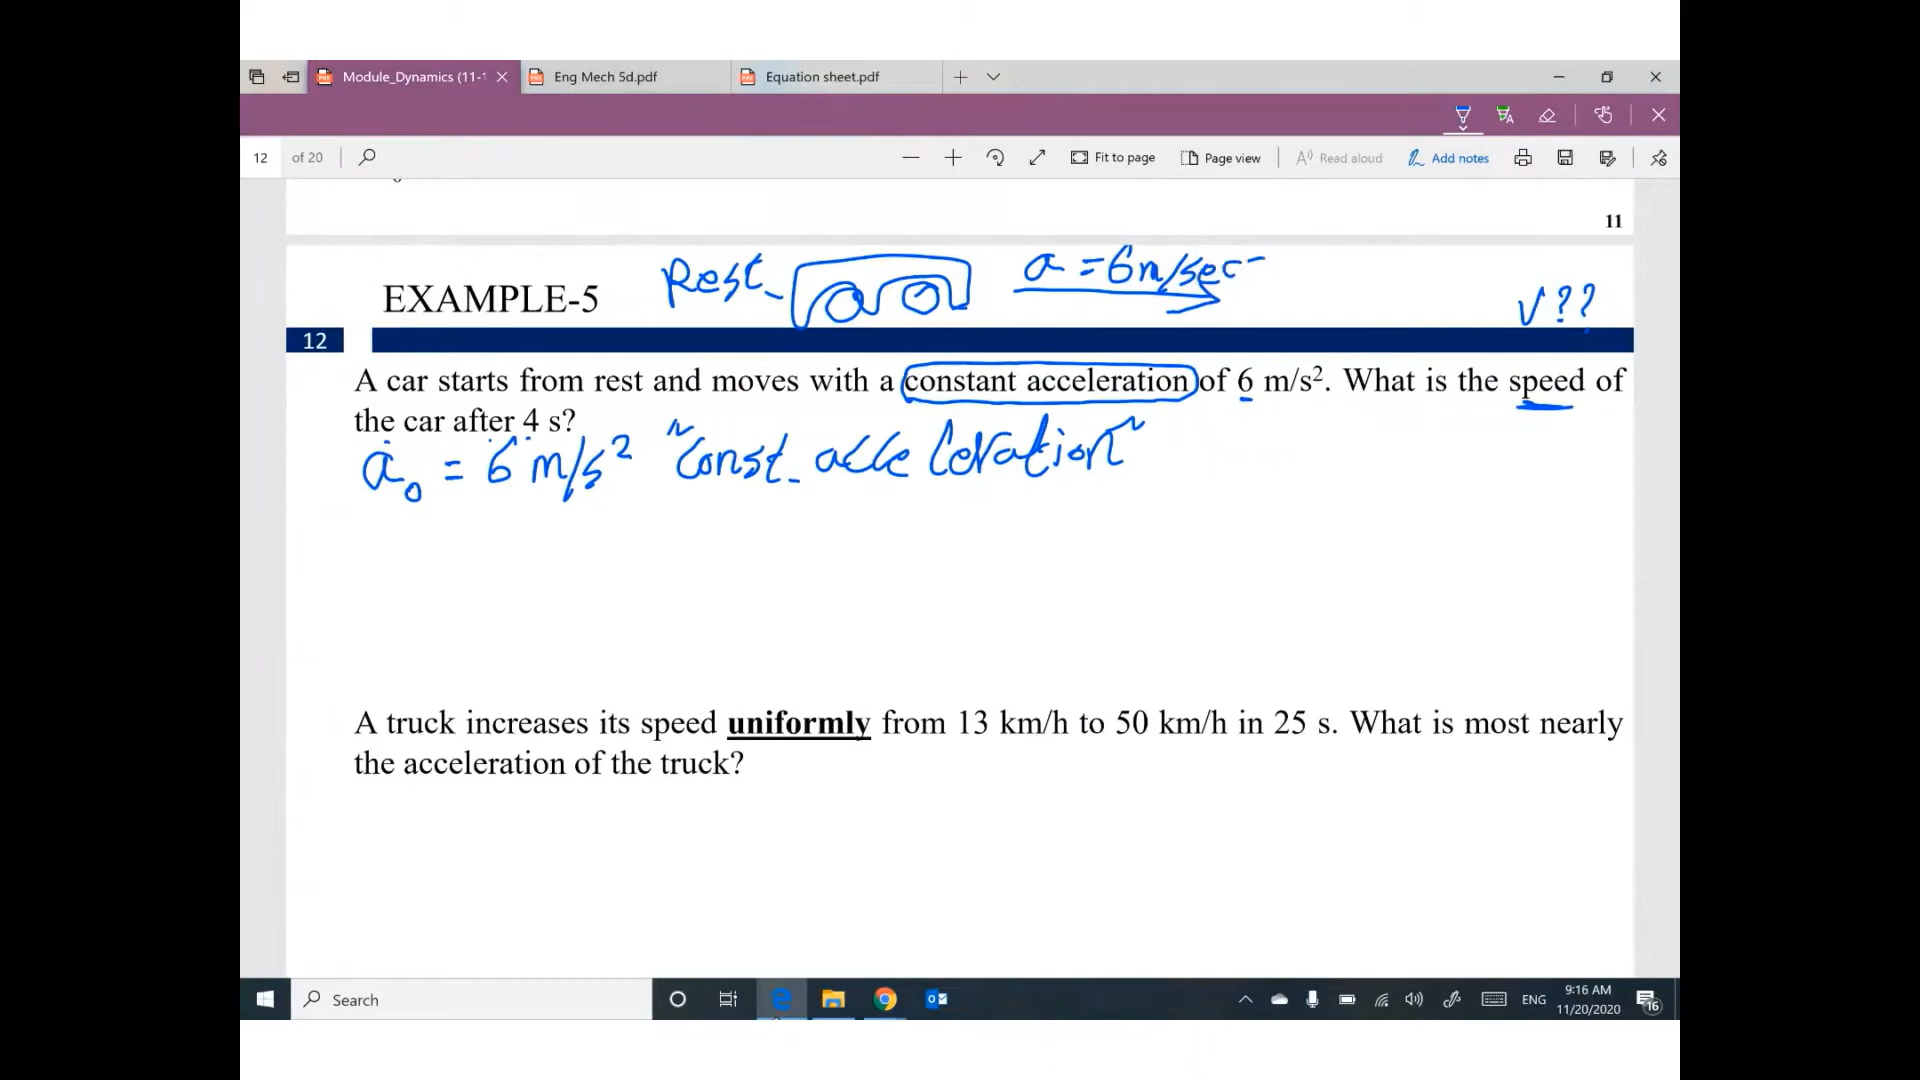 Module_Dynamics (11-1
Eng Mech 5d.pdf
Equation sheet.pdf
12 of 20
Fit to page
Page view
Read aloud
Add notes
11
Rest a = 6m/sec
EXAMPLE-5
V??
12
A car starts from rest and moves with a constant acceleration of 6 m/s². What is the speed of
the car after 4 s?
a₀ = 6 m/s² "const. acceleration"
A truck increases its speed uniformly from 13 km/h to 50 km/h in 25 s. What is most nearly
the acceleration of the truck?
Search
ENG
9:16 AM
11/20/2020
16